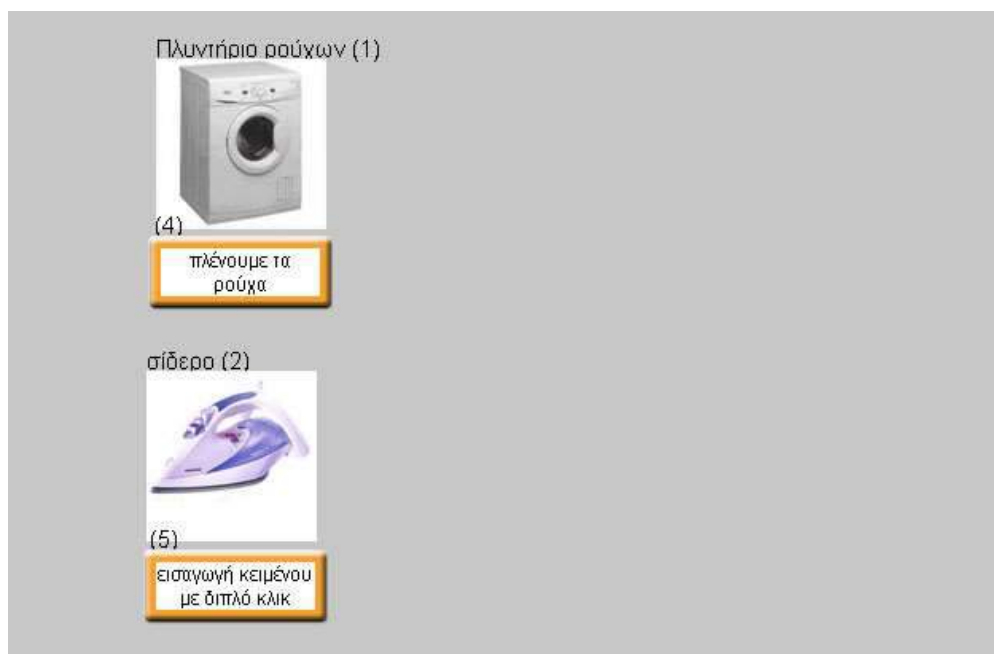 Πλυντήριο ρούχων (1)
(4)
πλένουμε τα
ρούχα
σίδερο (2)
(5)
εισαγωγή κειμένου
με διπλό κλικ